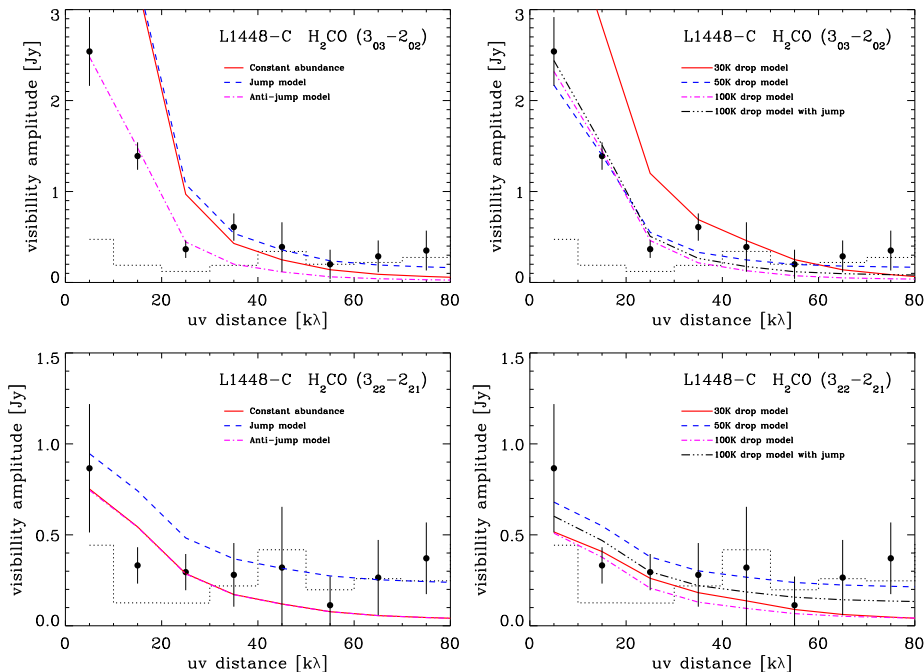 L1448-C H₂CO (3₀₃-2₀₂)
Constant abundance
Jump model
Anti-jump model
visibillity amplitude [Jy]
3
2
1
0
0 20 40 60 80
uv distance [kλ]
L1448-C H₂CO (3₀₃-2₀₂)
30K drop model
50K drop model
100K drop model
100K drop model with jump
visibillity amplitude [Jy]
3
2
1
0
0 20 40 60 80
uv distance [kλ]
L1448-C H₂CO (3₂₂-2₂₁)
Constant abundance
Jump model
Anti-jump model
visibillity amplitude [Jy]
1.5
1.0
0.5
0.0
0 20 40 60 80
uv distance [kλ]
L1448-C H₂CO (3₂₂-2₂₁)
30K drop model
50K drop model
100K drop model
100K drop model with jump
visibillity amplitude [Jy]
1.5
1.0
0.5
0.0
0 20 40 60 80
uv distance [kλ]